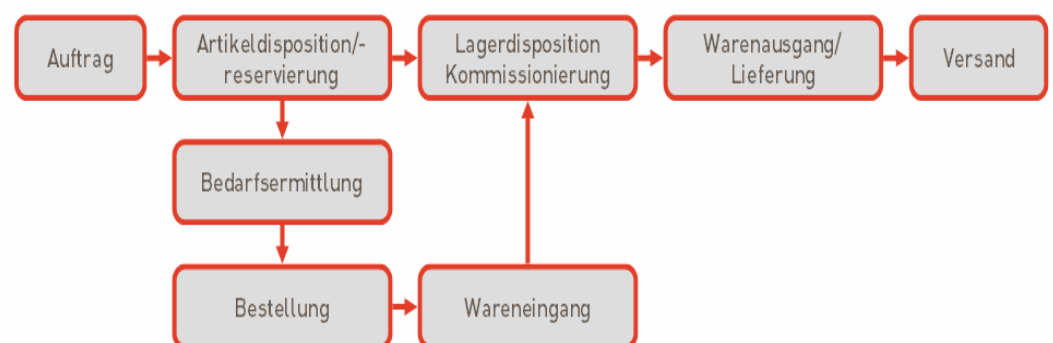 Auftrag
Artikeldisposition/-
reservierung
Lagerdisposition
Kommissionierung
Warenausgang/
Lieferung
Versand
Bedarfsermittlung
Bestellung
Wareneingang